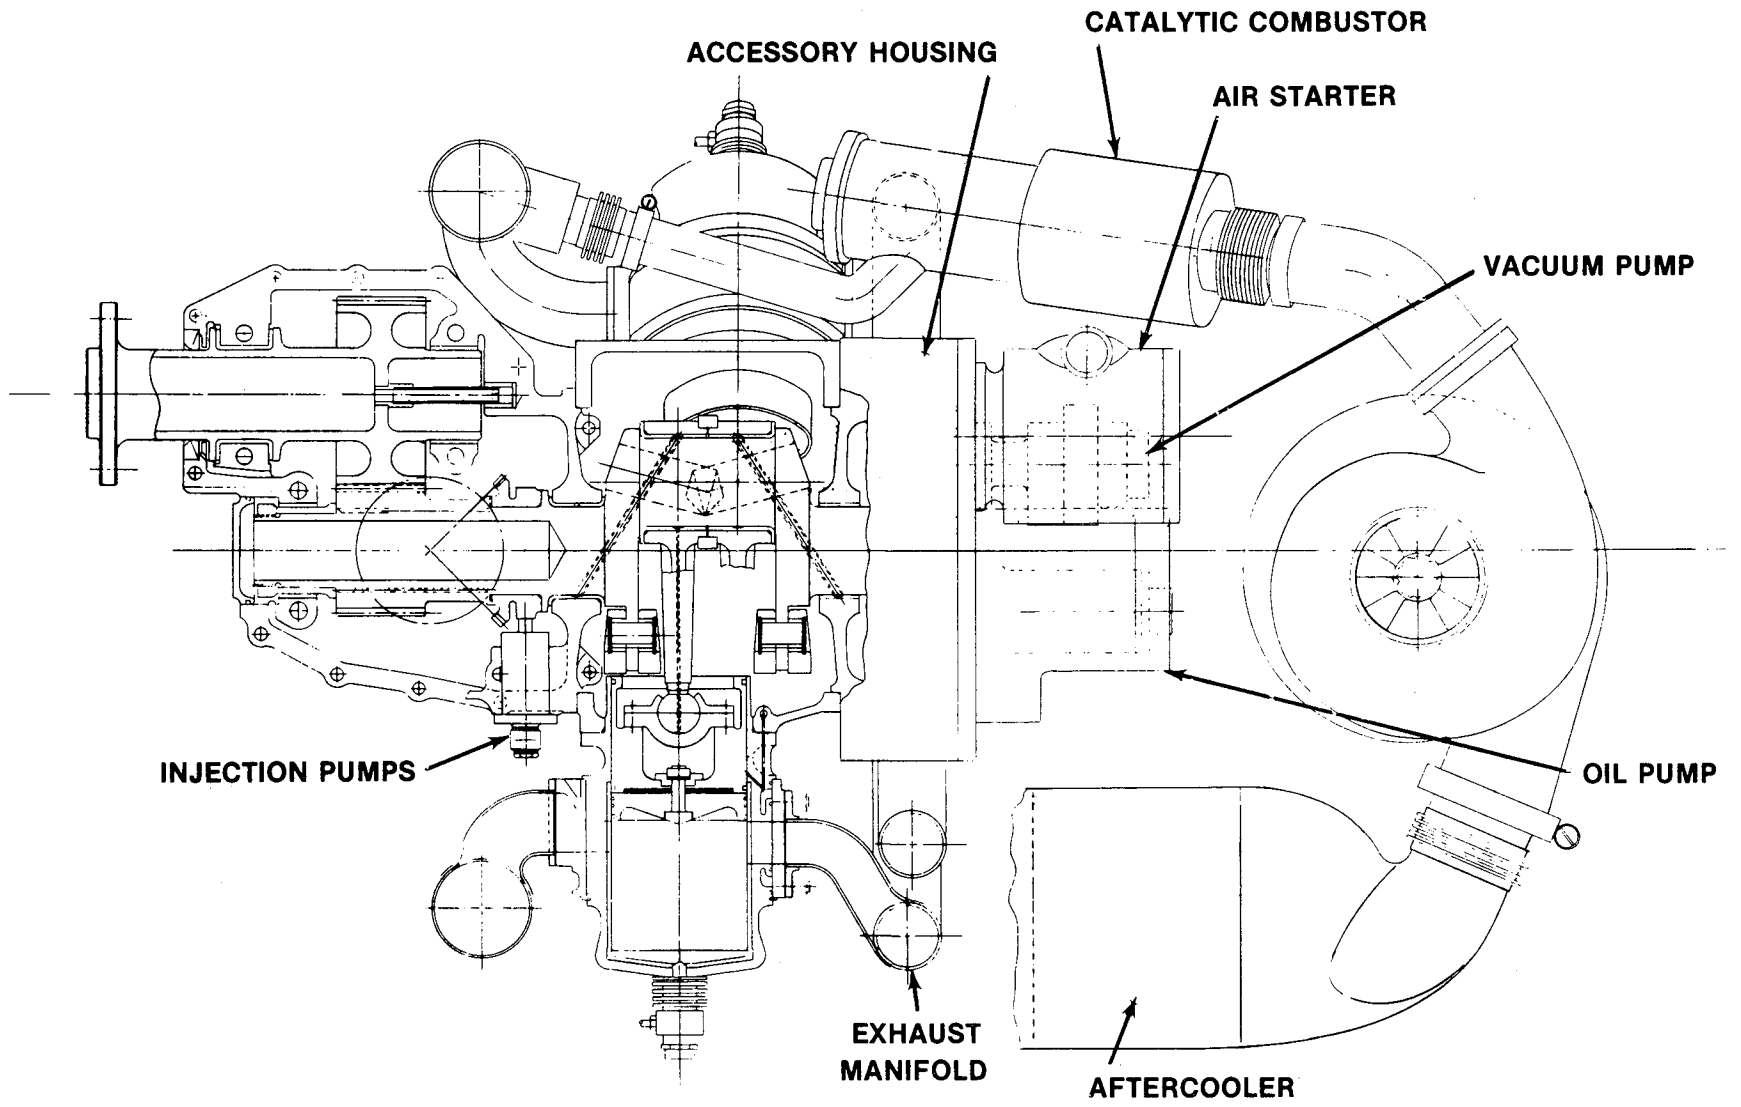 CATALYTIC COMBUSTOR
ACCESSORY HOUSING
AIR STARTER
VACUUM PUMP
INJECTION PUMPS
OIL PUMP
EXHAUST
MANIFOLD
AFTERCOOLER